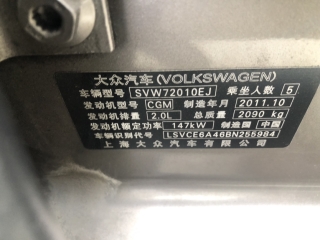 大众汽车(VOLKSWAGEN)
车辆型号 SVW72010EJ 乘坐人数 5
发动机型号 CGM 制造年月 2011.10
发动机排量 2.0L 总质量 2090 kg
发动机额定功率 147kW 制造国 中国
车辆识别代号 LSVCE6A46BN255984
上海大众汽车有限公司